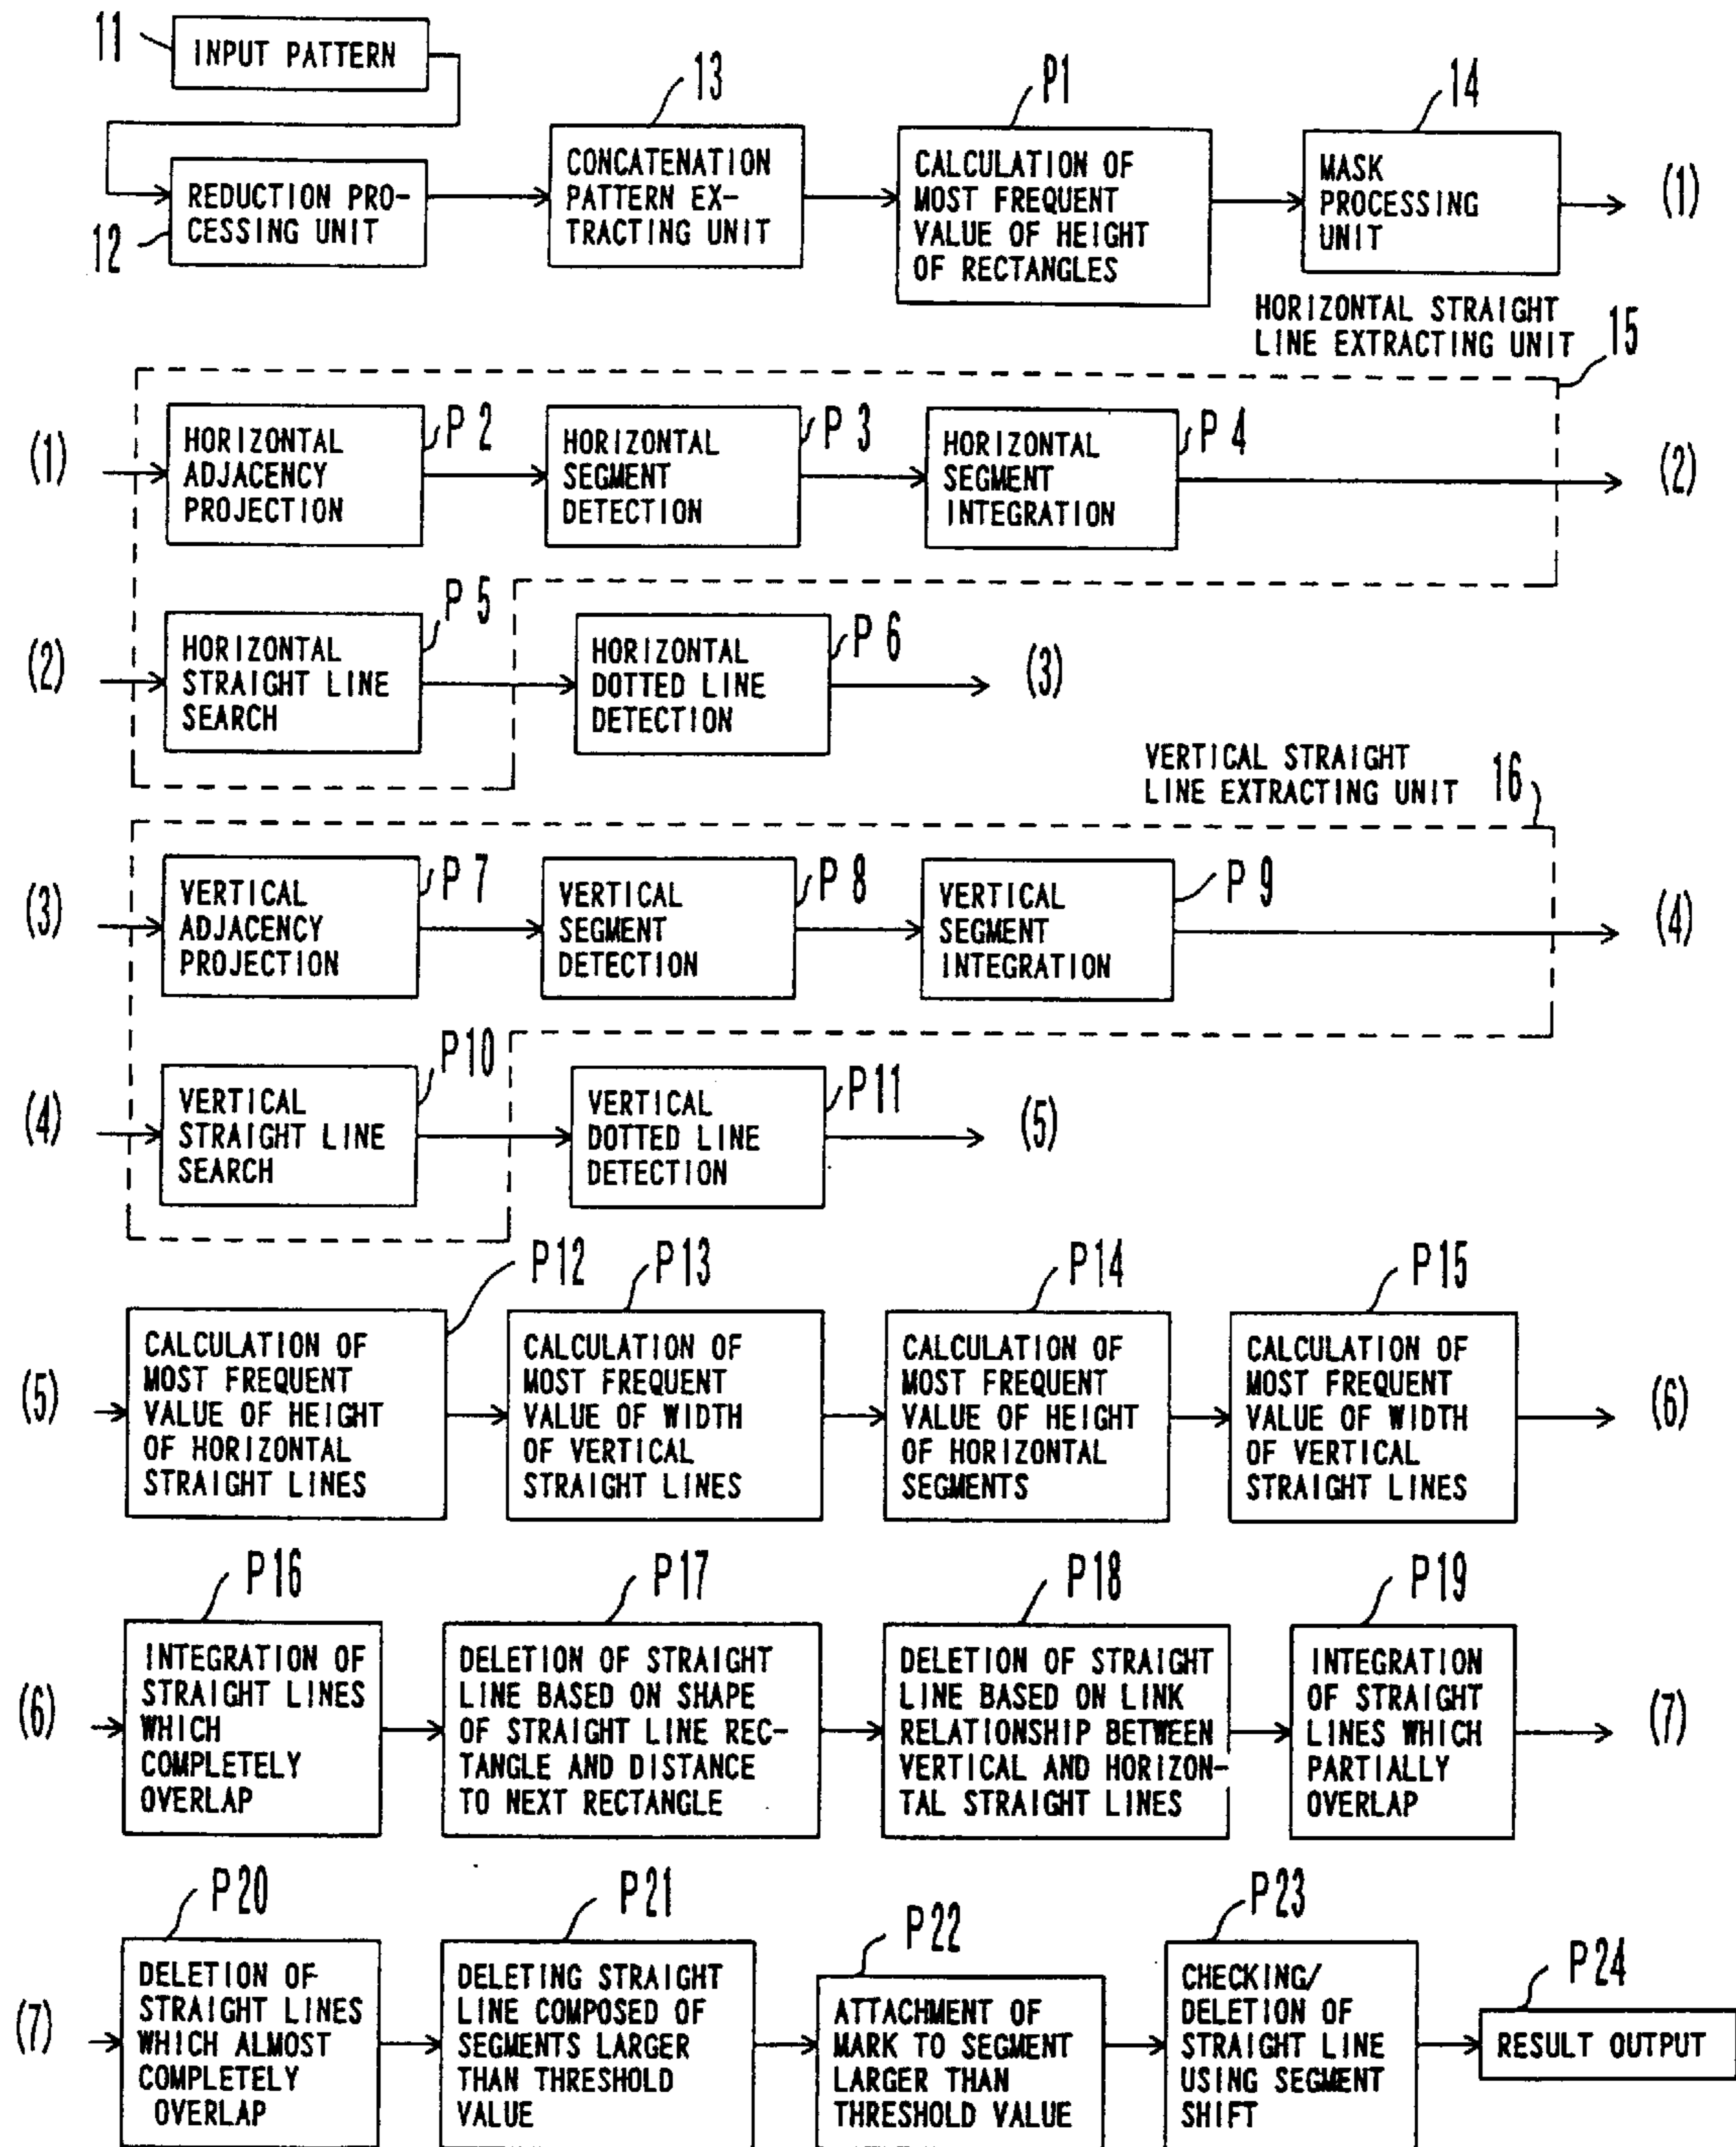 11
INPUT PATTERN
12
REDUCTION PRO-
CESSING UNIT
13
CONCATENATION
PATTERN EX-
TRACTING UNIT
P1
CALCULATION OF
MOST FREQUENT
VALUE OF HEIGHT
OF RECTANGLES
14
MASK
PROCESSING
UNIT
(1)
HORIZONTAL STRAIGHT
LINE EXTRACTING UNIT
15
(1)
P2
HORIZONTAL
ADJACENCY
PROJECTION
P3
HORIZONTAL
SEGMENT
DETECTION
P4
HORIZONTAL
SEGMENT
INTEGRATION
(2)
(2)
P5
HORIZONTAL
STRAIGHT LINE
SEARCH
P6
HORIZONTAL
DOTTED LINE
DETECTION
(3)
VERTICAL STRAIGHT
LINE EXTRACTING UNIT
16
(3)
P7
VERTICAL
ADJACENCY
PROJECTION
P8
VERTICAL
SEGMENT
DETECTION
P9
VERTICAL
SEGMENT
INTEGRATION
(4)
(4)
P10
VERTICAL
STRAIGHT LINE
SEARCH
P11
VERTICAL
DOTTED LINE
DETECTION
(5)
(5)
P12
CALCULATION OF
MOST FREQUENT
VALUE OF HEIGHT
OF HORIZONTAL
STRAIGHT LINES
P13
CALCULATION OF
MOST FREQUENT
VALUE OF WIDTH
OF VERTICAL
STRAIGHT LINES
P14
CALCULATION OF
MOST FREQUENT
VALUE OF HEIGHT
OF HORIZONTAL
SEGMENTS
P15
CALCULATION OF
MOST FREQUENT
VALUE OF WIDTH
OF VERTICAL
STRAIGHT LINES
(6)
(6)
P16
INTEGRATION OF
STRAIGHT LINES
WHICH
COMPLETELY
OVERLAP
P17
DELETION OF STRAIGHT
LINE BASED ON SHAPE
OF STRAIGHT LINE REC-
TANGLE AND DISTANCE
TO NEXT RECTANGLE
P18
DELETION OF STRAIGHT
LINE BASED ON LINK
RELATIONSHIP BETWEEN
VERTICAL AND HORIZON-
TAL STRAIGHT LINES
P19
INTEGRATION
OF STRAIGHT
LINES WHICH
PARTIALLY
OVERLAP
(7)
(7)
P20
DELETION OF
STRAIGHT LINES
WHICH ALMOST
COMPLETELY
OVERLAP
P21
DELETING STRAIGHT
LINE COMPOSED OF
SEGMENTS LARGER
THAN THRESHOLD
VALUE
P22
ATTACHMENT OF
MARK TO SEGMENT
LARGER THAN
THRESHOLD VALUE
P23
CHECKING/
DELETION OF
STRAIGHT LINE
USING SEGMENT
SHIFT
P24
RESULT OUTPUT